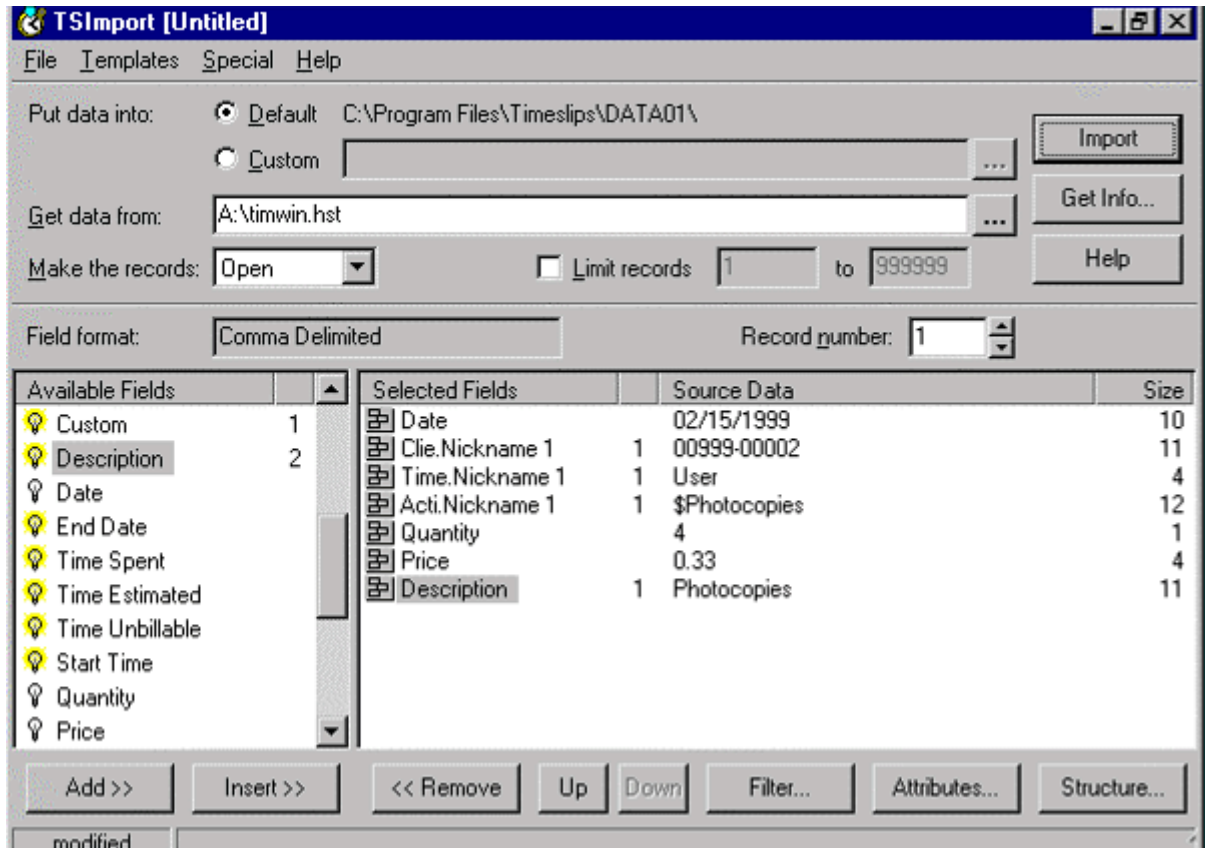 TSImport [Untitled]
File Templates Special Help
Put data into: Default C:\Program Files\Timeslips\DATA01\
Import
Custom ...
Get Info...
Get data from: A:\timwin.hst ...
Help
Make the records: Open Limit records 1 to 999999
Field format: Comma Delimited Record number: 1
Available Fields
Custom 1
Description 2
Date
End Date
Time Spent
Time Estimated
Time Unbillable
Start Time
Quantity
Price
Selected Fields Source Data Size
Date 02/15/1999 10
Clie.Nickname 1 1 00999-00002 11
Time.Nickname 1 1 User 4
Acti.Nickname 1 1 $Photocopies 12
Quantity 4 1
Price 0.33 4
Description 1 Photocopies 11
Add >> Insert >> << Remove Up Down Filter... Attributes... Structure...
modified